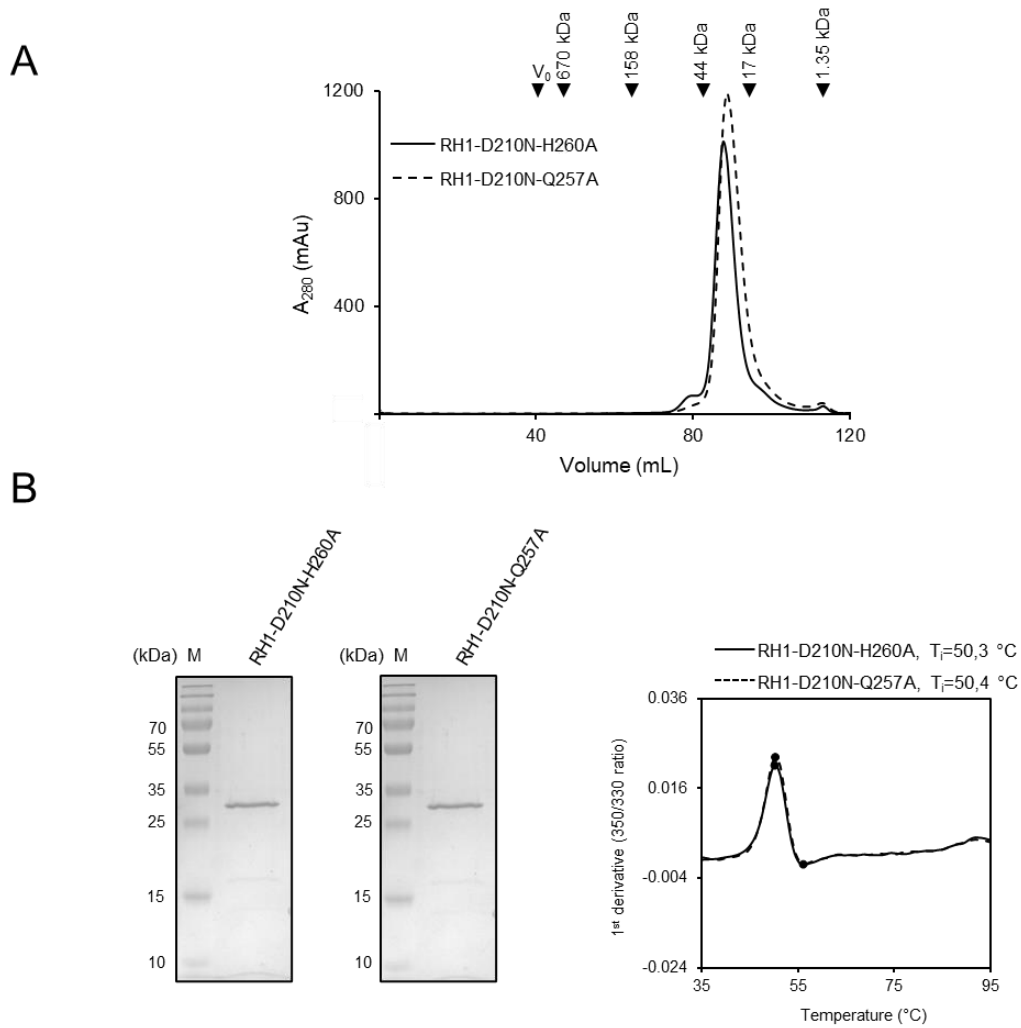 A
V0 670 kDa 158 kDa 44 kDa 17 kDa 1.35 kDa
1200
RH1-D210N-H260A
RH1-D210N-Q257A
800
A280 (mAu)
400
40 80 120
Volume (mL)
B
RH1-D210N-H260A
RH1-D210N-Q257A
(kDa) M
(kDa) M
70
55
35
25
15
10
70
55
35
25
15
10
RH1-D210N-H260A, Ti=50,3 °C
RH1-D210N-Q257A, Ti=50,4 °C
0.036
0.016
-0.004
-0.024
1st derivative (350/330 ratio)
35 55 75 95
Temperature (°C)